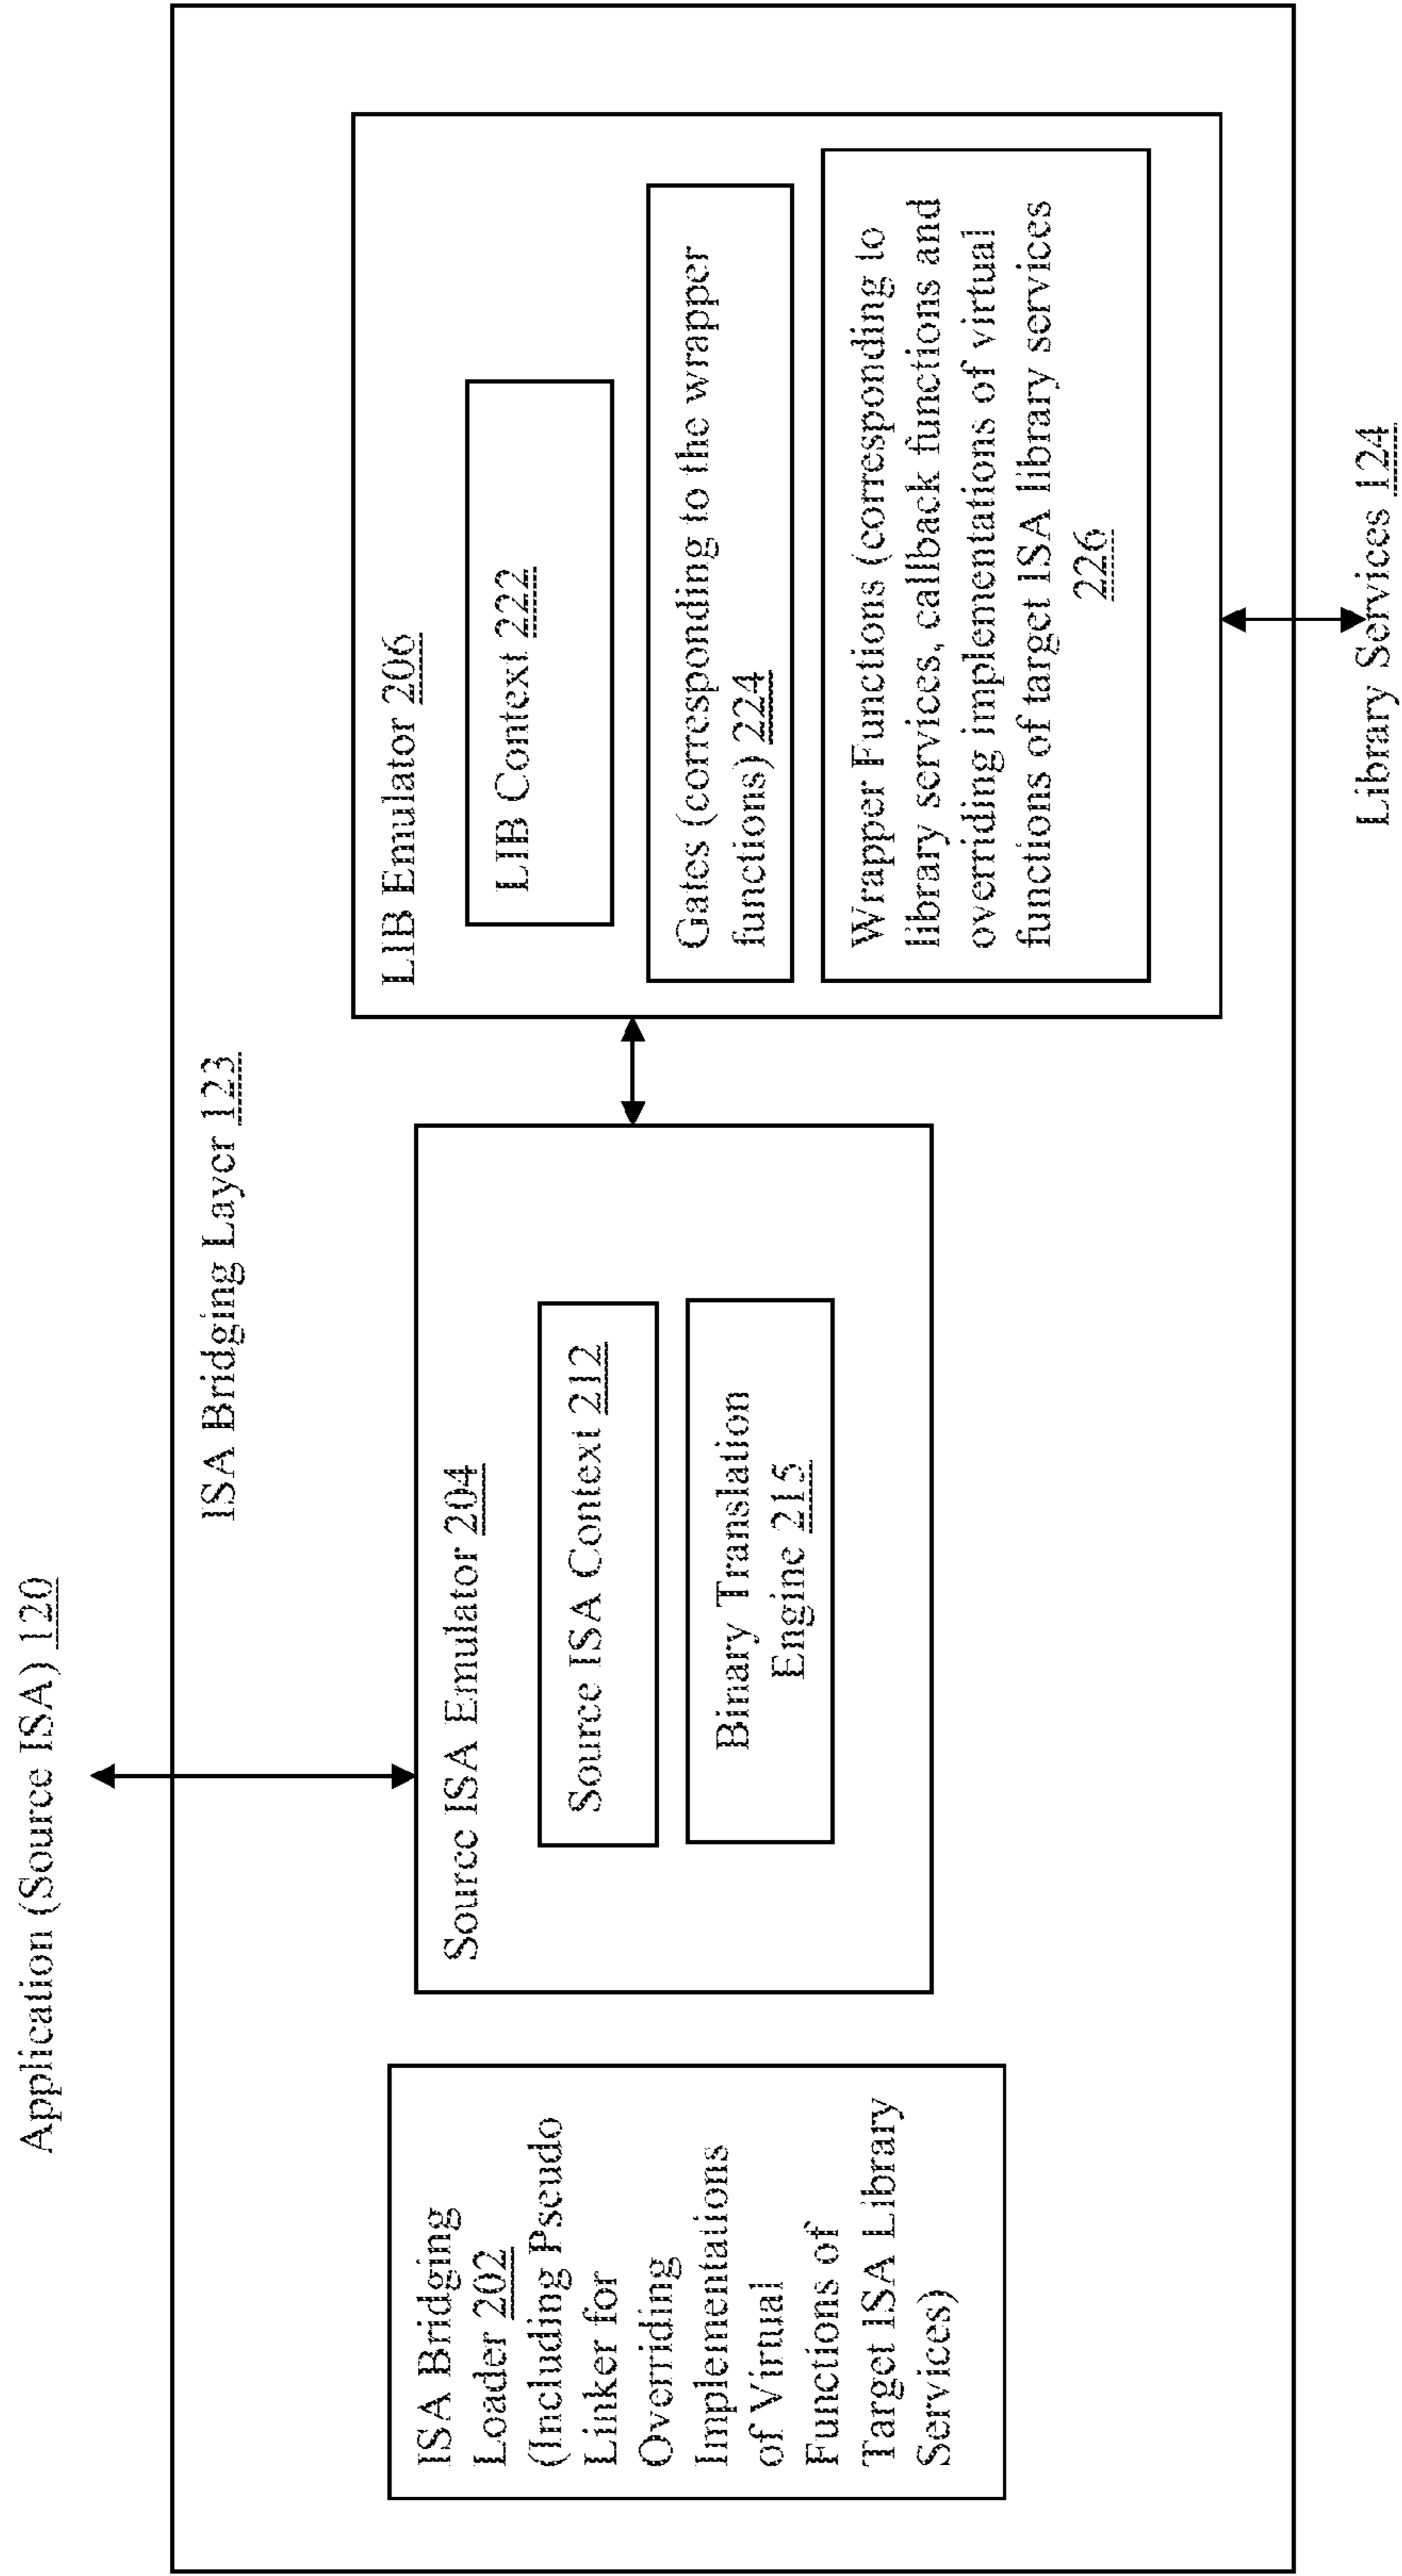 Application (Source ISA) 120
ISA Bridging Layer 123
ISA Bridging
Loader 202
(Including Pseudo
Linker for
Overriding
Implementations
of Virtual
Functions of
Target ISA Library
Services)
Source ISA Emulator 204
Source ISA Context 212
Binary Translation
Engine 215
LIB Emulator 206
LIB Context 222
Gates (corresponding to the wrapper
functions) 224
Wrapper Functions (corresponding to
library services, callback functions and
overriding implementations of virtual
functions of target ISA library services
226
Library Services 124